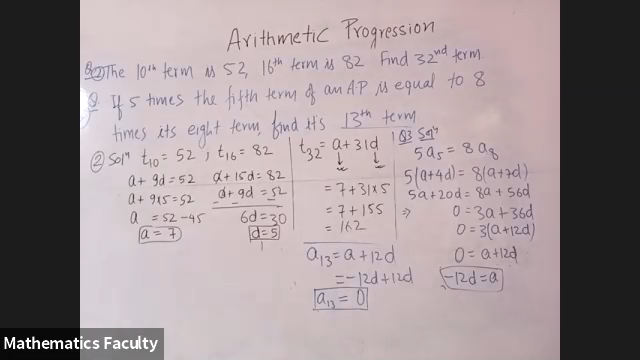 Arithmetic Progression
Q② The 10th term is 52, 16th term is 82 Find 32nd term.
Q. If 5 times the fifth term of an A.P is equal to 8
times its eight term, find it's 13th term
② Solⁿ t₁₀ = 52, t₁₆ = 82
a + 9d = 52
a + 9×5 = 52
a = 52 - 45
a = 7
a + 15d = 82
a + 9d = 52
6d = 30
d = 5
t₃₂ = a + 31d
= 7 + 31×5
= 7 + 155
= 162
a₁₃ = a + 12d
= -12d + 12d
a₁₃ = 0
Q3 Solⁿ
5a₅ = 8a₈
5(a+4d) = 8(a+7d)
5a + 20d = 8a + 56d
⇒ 0 = 3a + 36d
0 = 3(a+12d)
0 = a + 12d
-12d = a
Mathematics Faculty